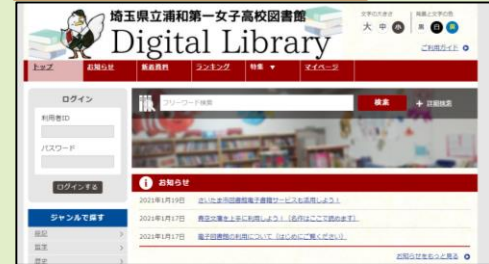 埼玉県立浦和第一女子高校図書館
Digital Library
文字の大きさ 背景と文字の色
大 中 小 黒 白 青
ご利用ガイド
トップ お知らせ 新着資料 ランキング 特集 ▼ マイページ
ログイン
利用者ID
パスワード
ログインする
フリーワード検索 検索 + 詳細検索
お知らせ
2021年1月19日 さいたま市図書館電子書籍サービスも活用しよう!
2021年1月17日 青空文庫を上手に利用しよう!(名作はここで読めます)
2021年1月17日 電子図書館の利用について(はじめにご覧ください)
お知らせをもっと見る
ジャンルで探す
総記
哲学
歴史